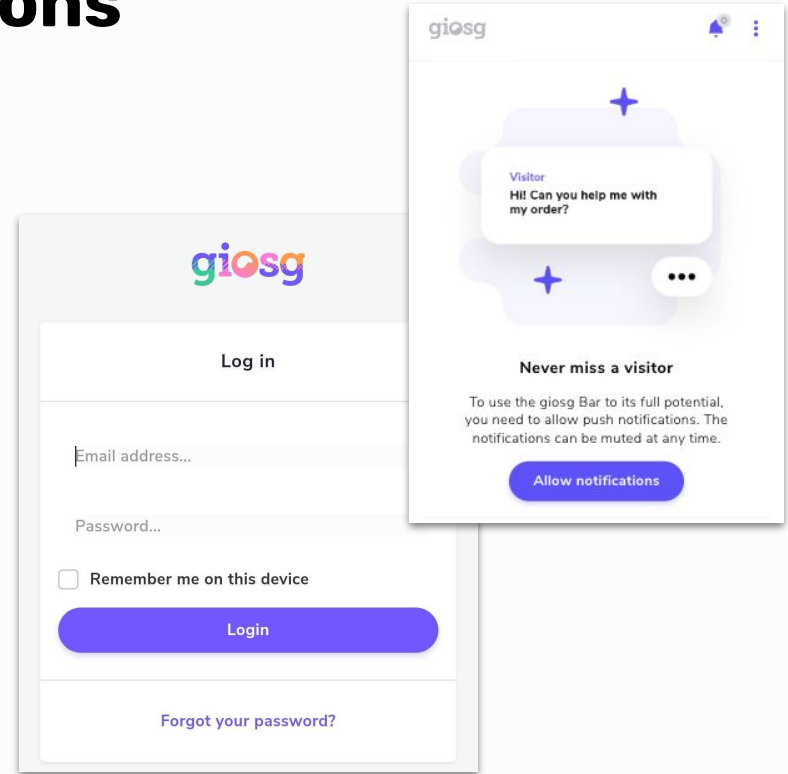 ons
giosg
Visitor
Hi! Can you help me with
my order?
Never miss a visitor
To use the giosg Bar to its full potential,
you need to allow push notifications. The
notifications can be muted at any time.
Allow notifications
giosg
Log in
Email address...
Password...
Remember me on this device
Login
Forgot your password?